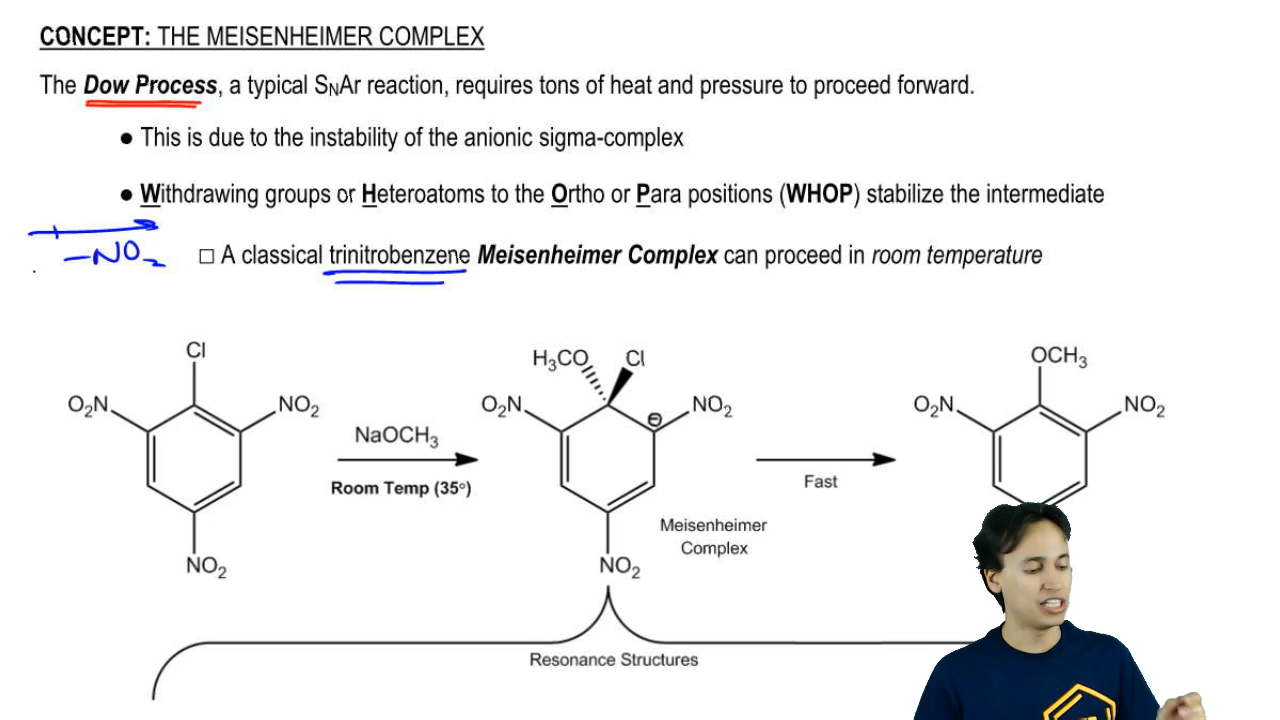 CONCEPT: THE MEISENHEIMER COMPLEX
The Dow Process, a typical SNAr reaction, requires tons of heat and pressure to proceed forward.
● This is due to the instability of the anionic sigma-complex
● Withdrawing groups or Heteroatoms to the Ortho or Para positions (WHOP) stabilize the intermediate
–NO2
□ A classical trinitrobenzene Meisenheimer Complex can proceed in room temperature
Cl
O2N
NO2
NO2
NaOCH3
Room Temp (35°)
H3CO
Cl
O2N
⊖
NO2
NO2
Meisenheimer
Complex
Fast
OCH3
O2N
NO2
Resonance Structures